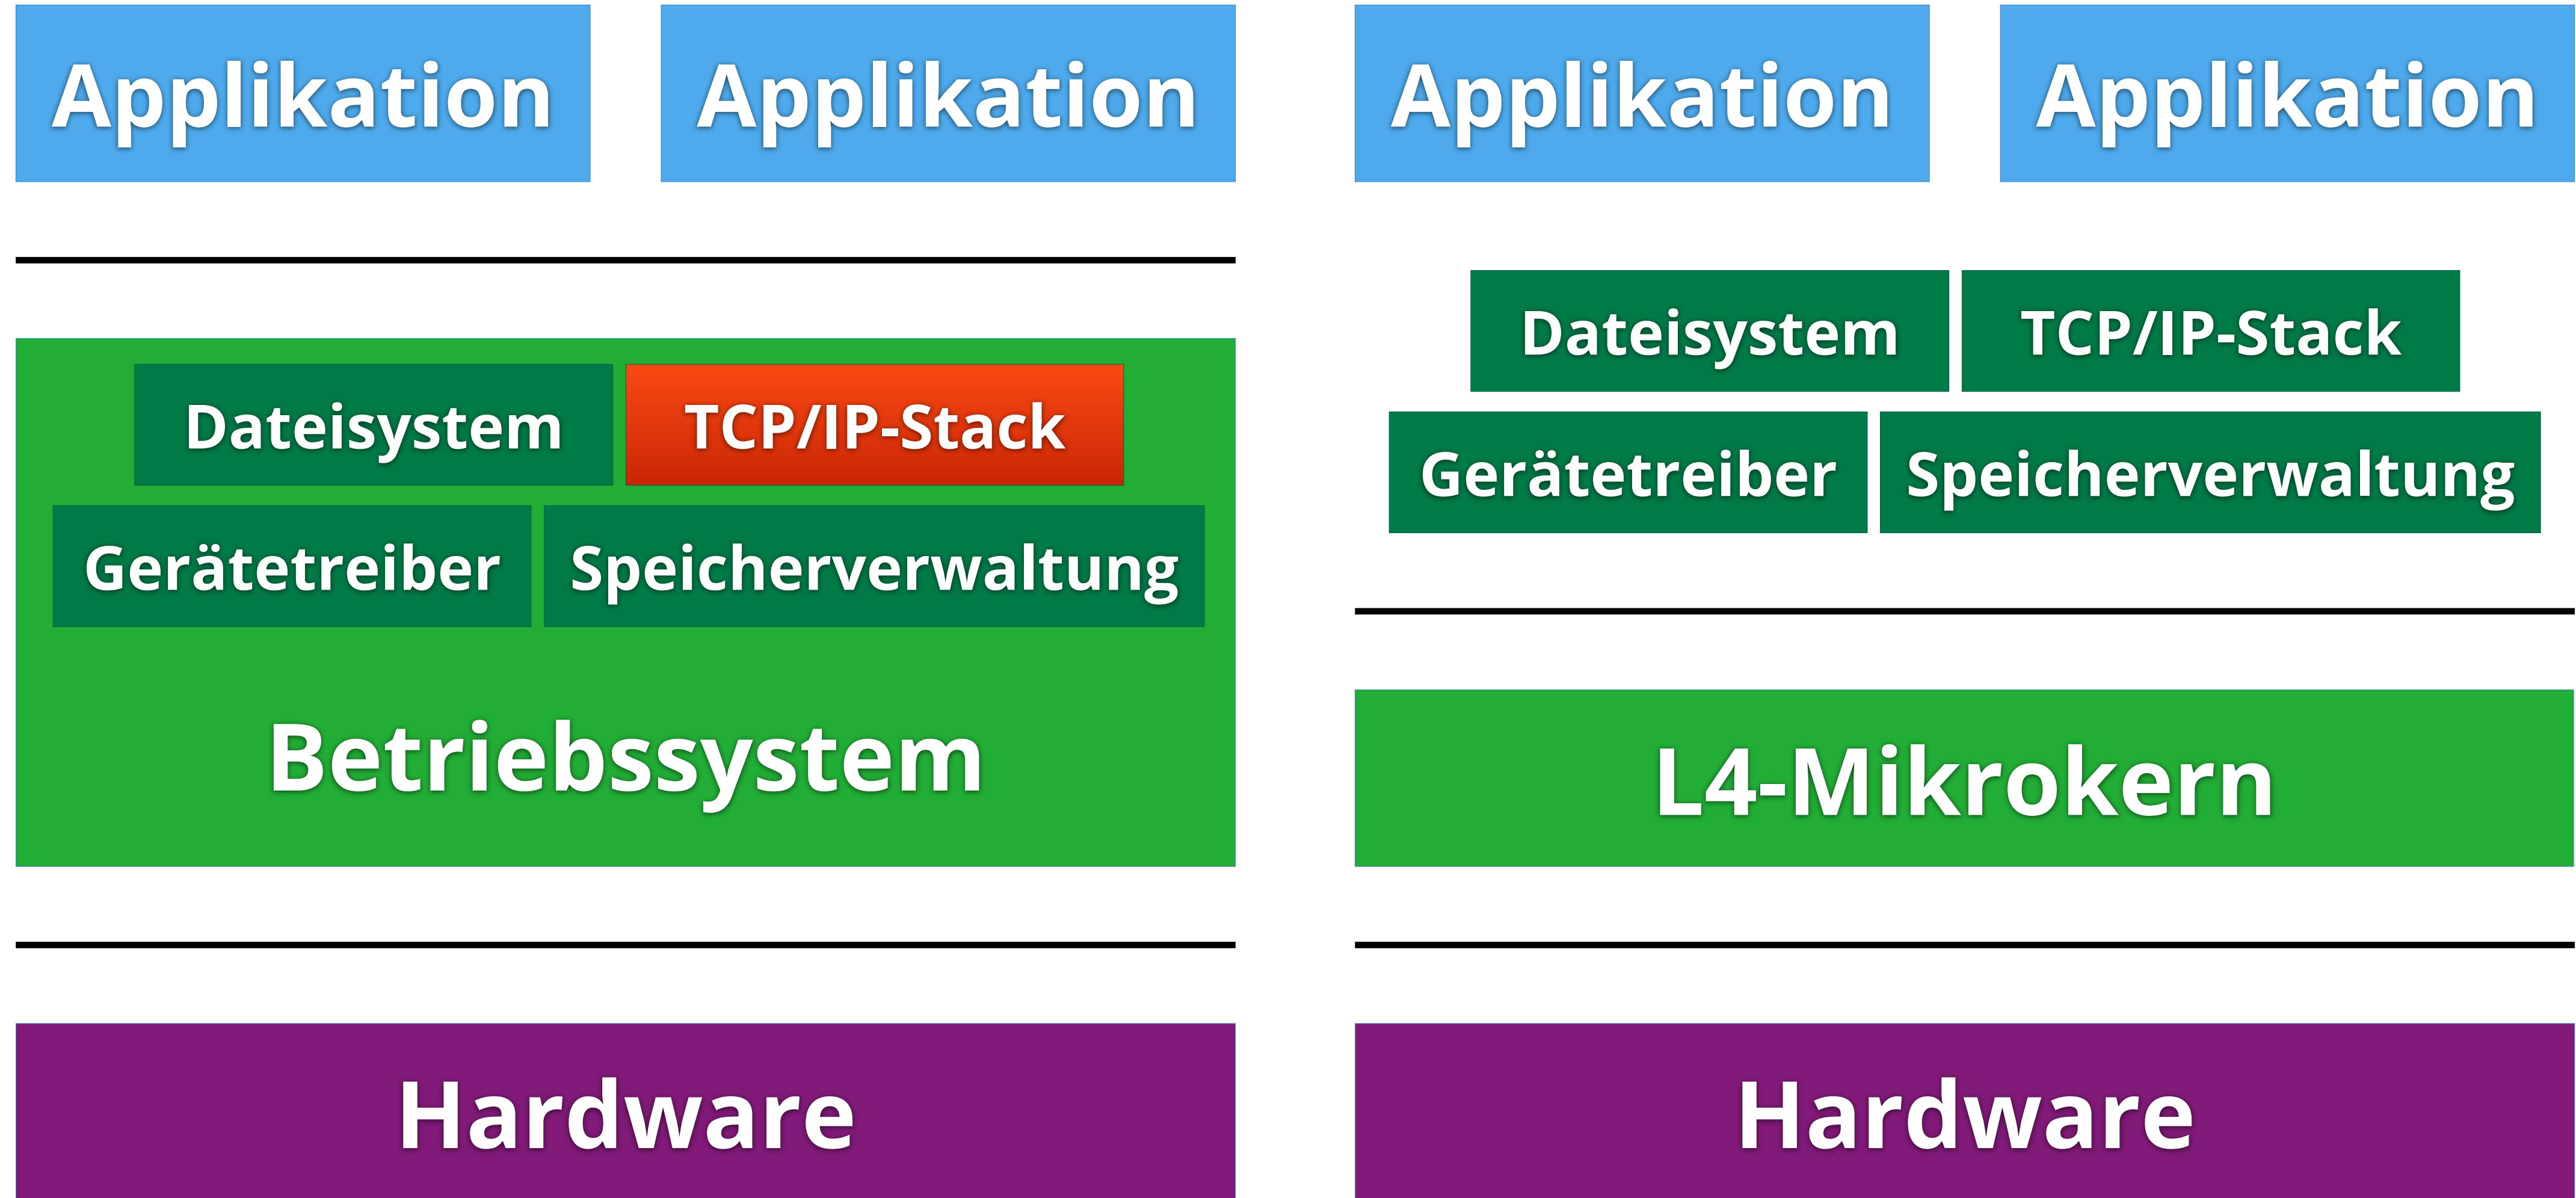 Applikation
Applikation
Dateisystem
TCP/IP-Stack
Gerätetreiber
Speicherverwaltung
Betriebssystem
Hardware
Applikation
Applikation
Dateisystem
TCP/IP-Stack
Gerätetreiber
Speicherverwaltung
L4-Mikrokern
Hardware